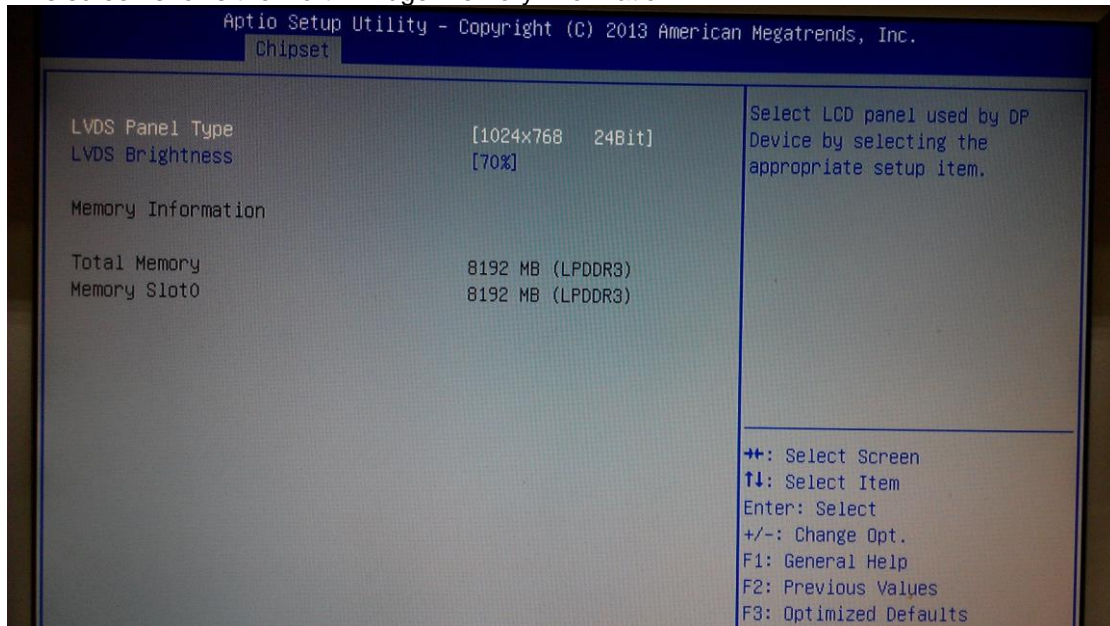 Aptio Setup Utility - Copyright (C) 2013 American Megatrends, Inc.
Chipset
LVDS Panel Type [1024x768 24Bit]
LVDS Brightness [70%]
Memory Information
Total Memory 8192 MB (LPDDR3)
Memory Slot0 8192 MB (LPDDR3)
Select LCD panel used by DP
Device by selecting the
appropriate setup item.
→←: Select Screen
↑↓: Select Item
Enter: Select
+/-: Change Opt.
F1: General Help
F2: Previous Values
F3: Optimized Defaults